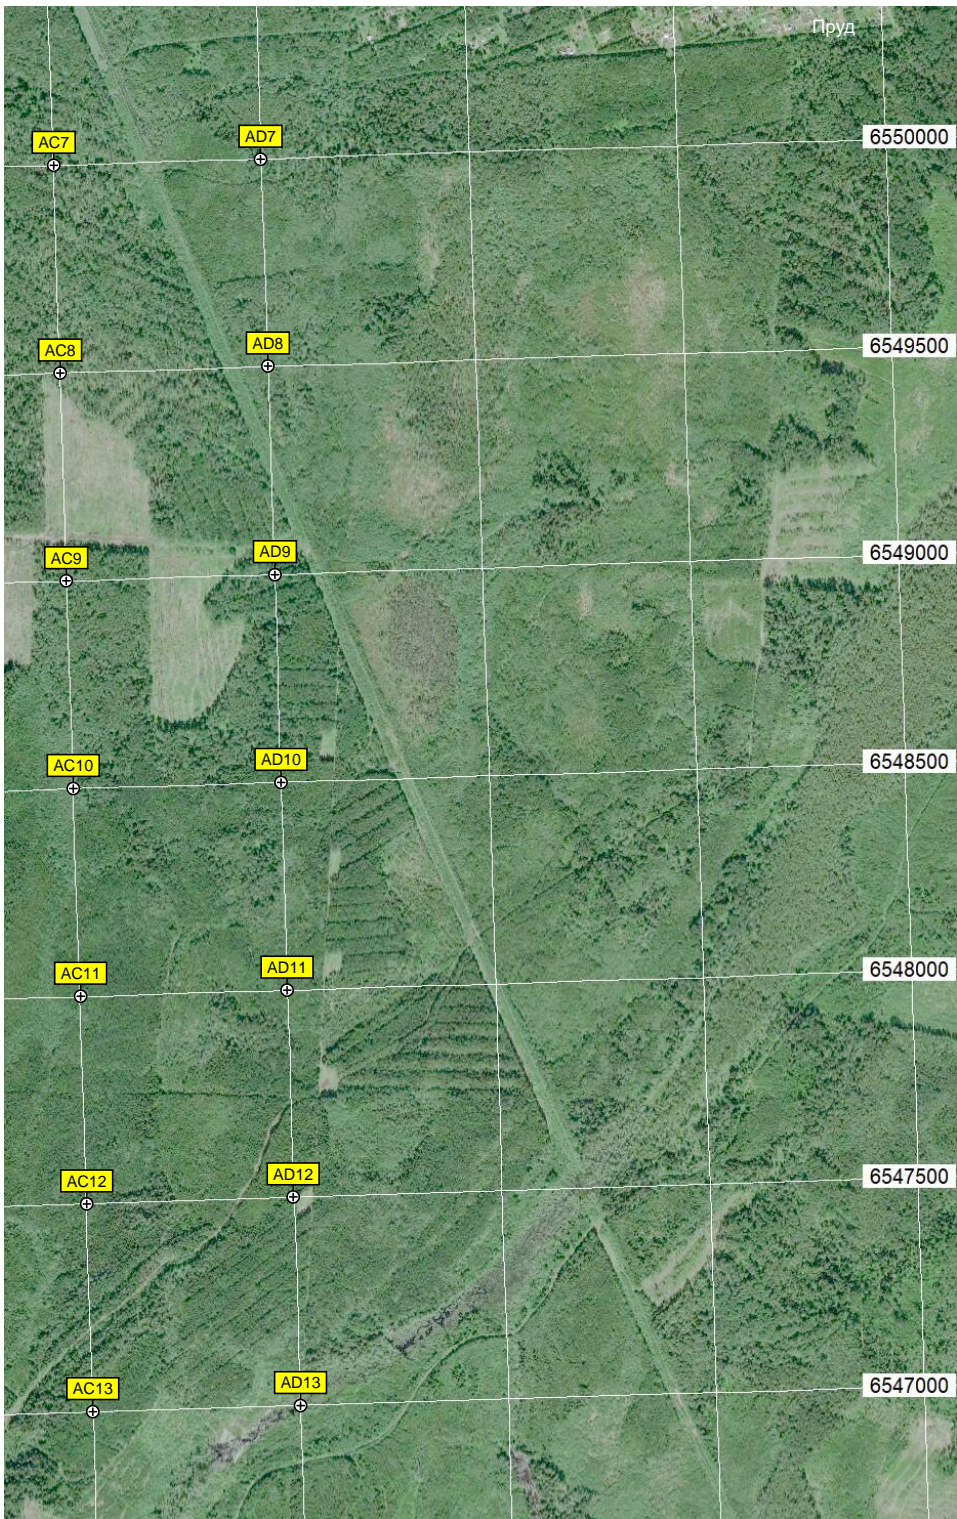 Пруд
AC7
AD7
6550000
AC8
AD8
6549500
AC9
AD9
6549000
AC10
AD10
6548500
AC11
AD11
6548000
AC12
AD12
6547500
AC13
AD13
6547000